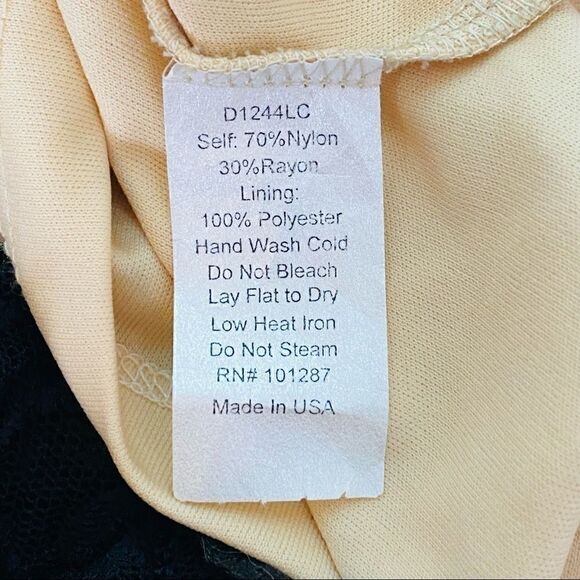 D1244LC
Self: 70%Nylon
30%Rayon
Lining:
100% Polyester
Hand Wash Cold
Do Not Bleach
Lay Flat to Dry
Low Heat Iron
Do Not Steam
RN# 101287
Made In USA